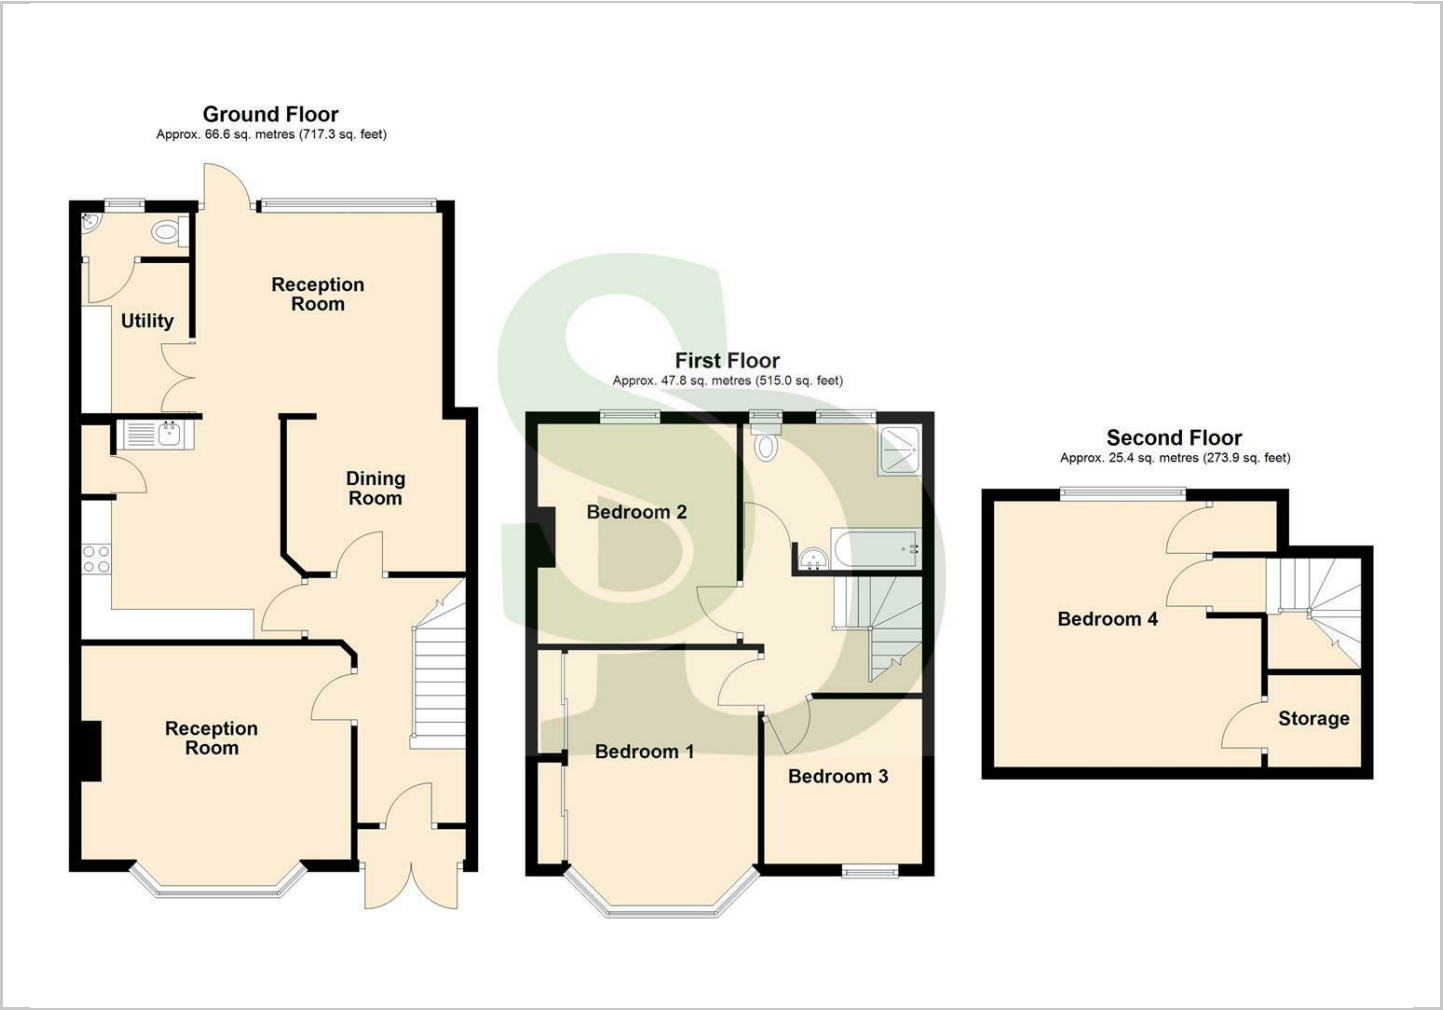 Ground Floor
Approx. 66.6 sq. metres (717.3 sq. feet)
Reception
Room
Utility
Dining
Room
Reception
Room
First Floor
Approx. 47.8 sq. metres (515.0 sq. feet)
Bedroom 2
Bedroom 1
Bedroom 3
Second Floor
Approx. 25.4 sq. metres (273.9 sq. feet)
Bedroom 4
Storage
SD